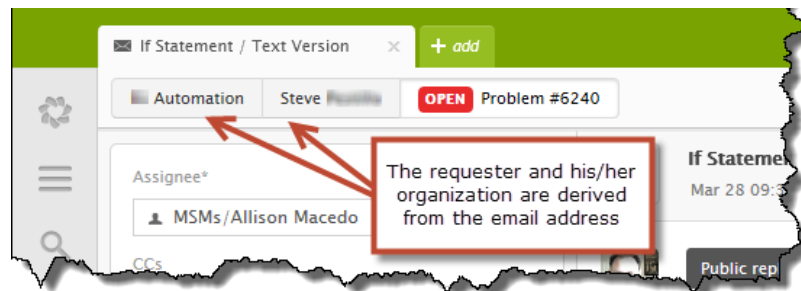 If Statement / Text Version
+ add
Automation
Steve
OPEN Problem #6240
The requester and his/her
organization are derived
from the email address
Assignee*
MSMs/Allison Macedo
CCs
If Stateme
Mar 28 09:3
Public rep